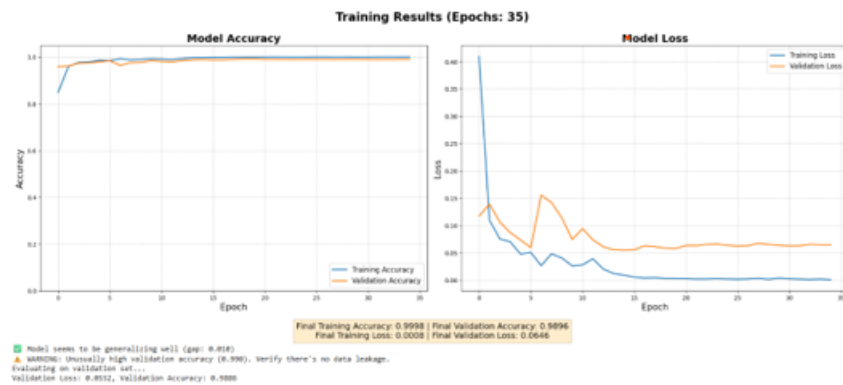 Training Results (Epochs: 35)
Model Accuracy
Model Loss
1.0
0.8
0.6
0.4
0.2
0.0
Accuracy
0 5 10 15 20 25 30 35
Epoch
Training Accuracy
Validation Accuracy
0.40
0.35
0.30
0.25
0.20
0.15
0.10
0.05
0.00
Loss
0 5 10 15 20 25 30 35
Epoch
Training Loss
Validation Loss
Final Training Accuracy: 0.9998 | Final Validation Accuracy: 0.9896
Final Training Loss: 0.0008 | Final Validation Loss: 0.0646
Model seems to be generalizing well (gap: 0.010)
WARNING: Unusually high validation accuracy (0.990). Verify there's no data leakage.
Evaluating on validation set...
Validation Loss: 0.0552, Validation Accuracy: 0.9886